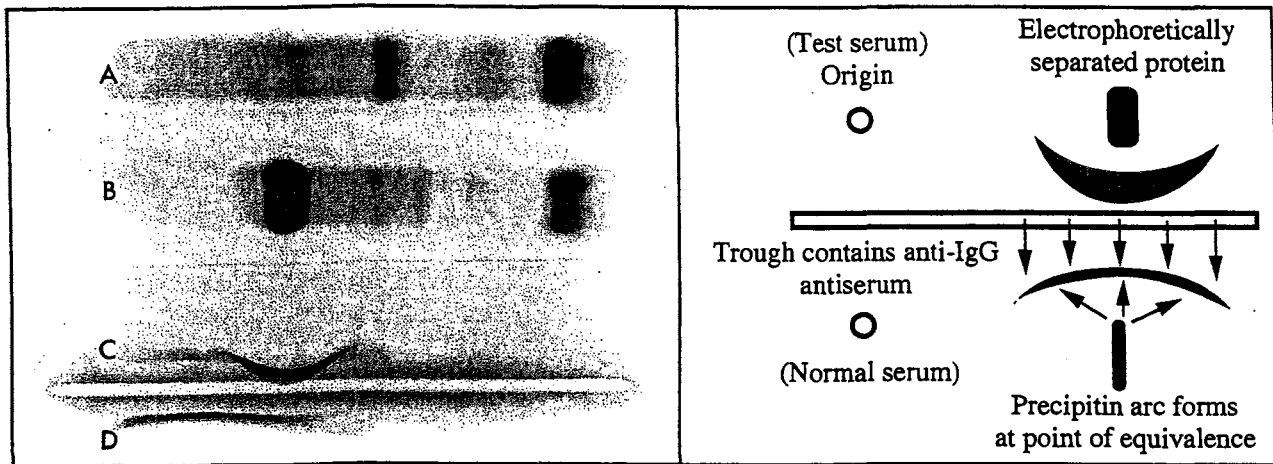 A
B
C
D
(Test serum)
Origin
Electrophoretically
separated protein
Trough contains anti-IgG
antiserum
(Normal serum)
Precipitin arc forms
at point of equivalence